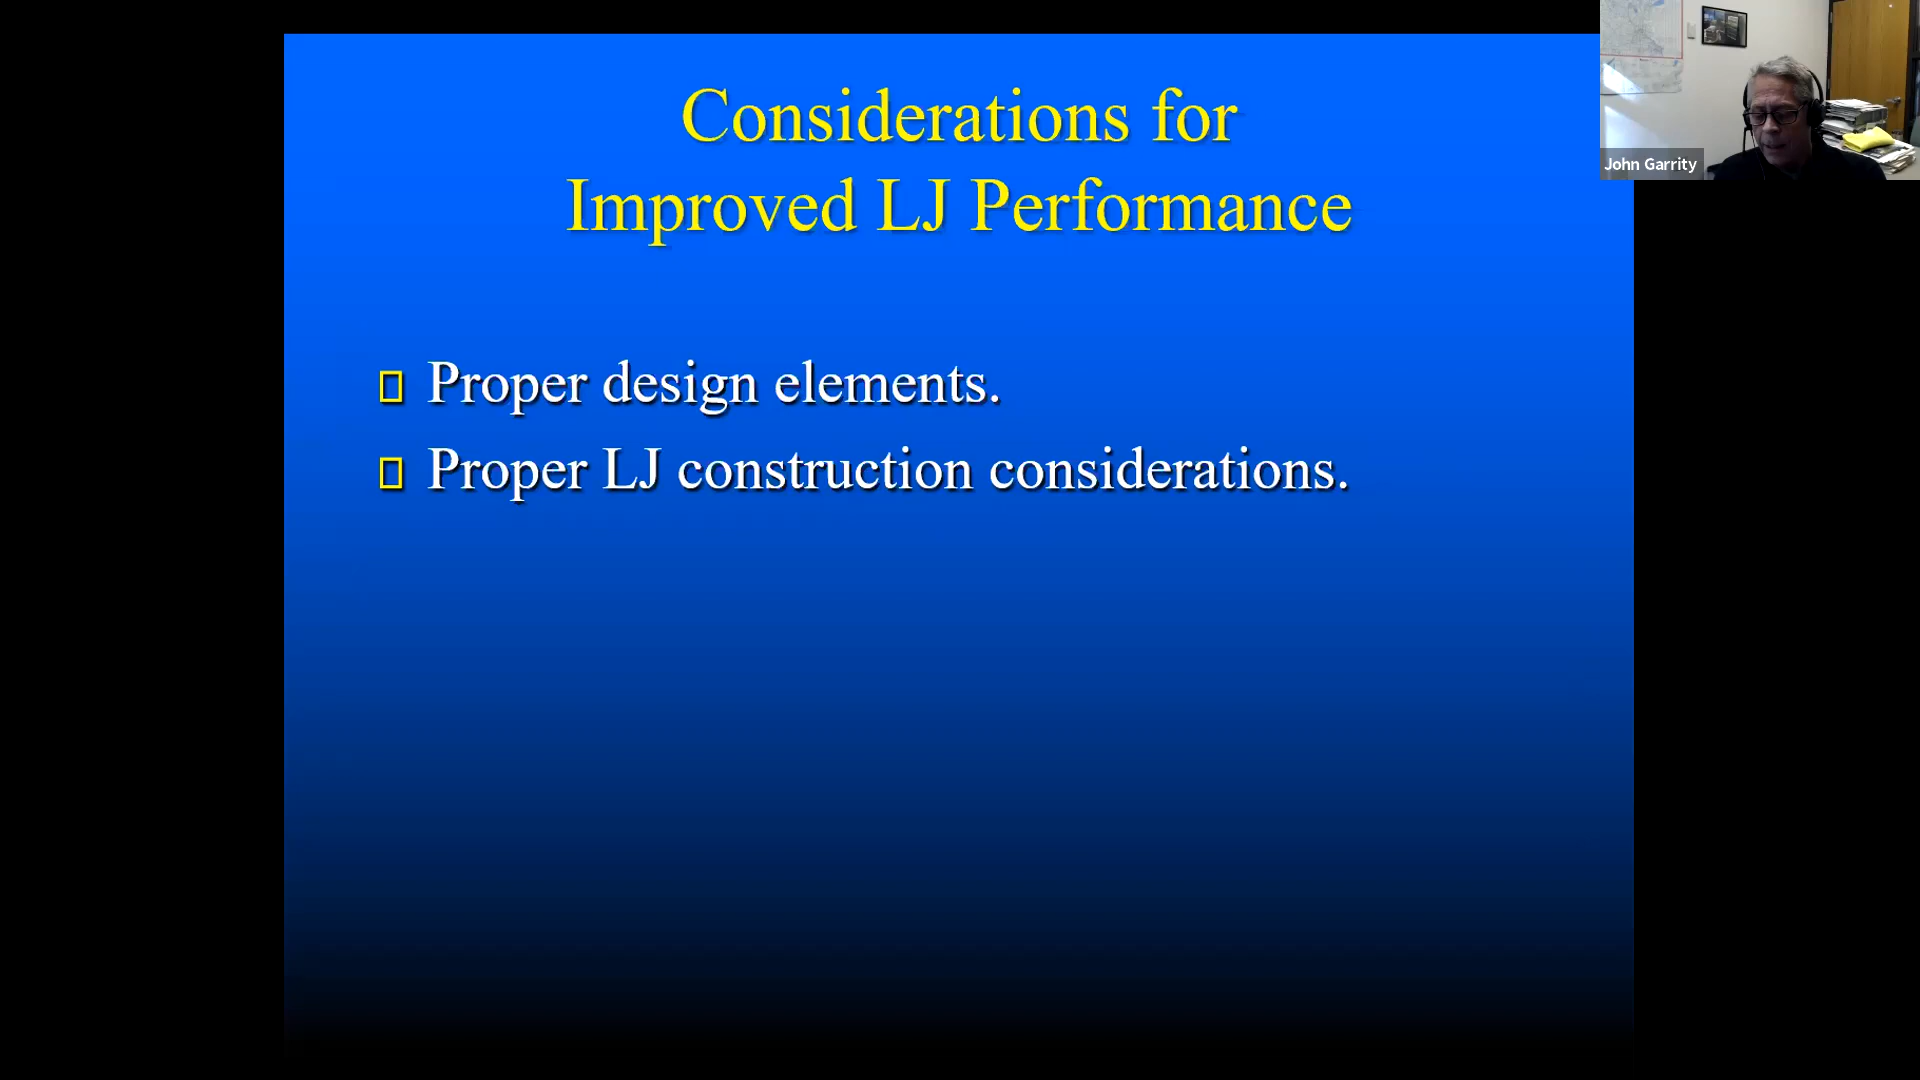 Considerations for
Improved LJ Performance
Proper design elements.
Proper LJ construction considerations.
John Garrity